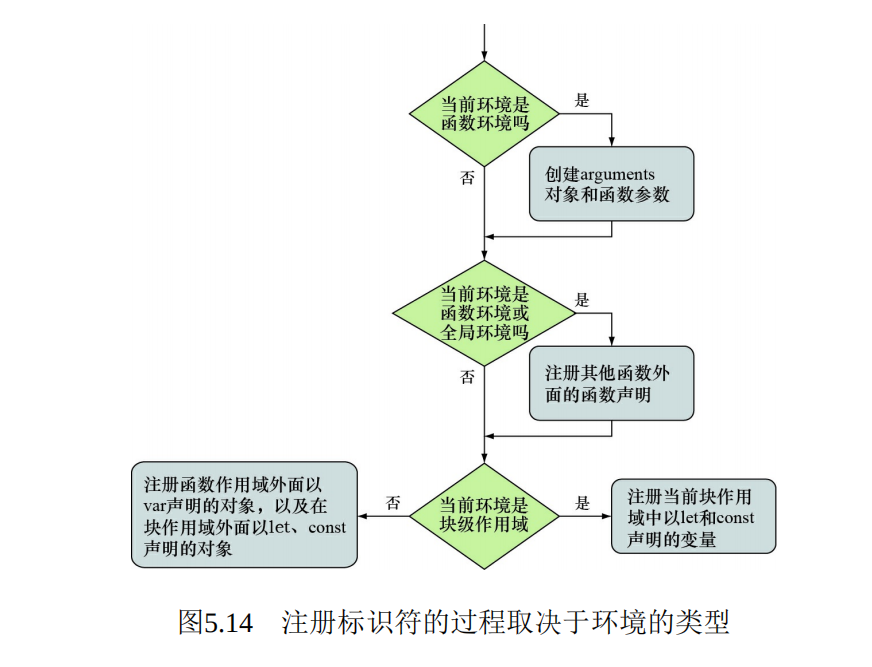 当前环境是
函数环境吗
是
创建arguments
对象和函数参数
否
当前环境是
函数环境或
全局环境吗
是
注册其他函数外
面的函数声明
否
当前环境是
块级作用域
否
注册函数作用域外面以
var声明的对象，以及在
块作用域外面以let、const
声明的对象
是
注册当前块作用
域中以let和const
声明的变量
图5.14 注册标识符的过程取决于环境的类型